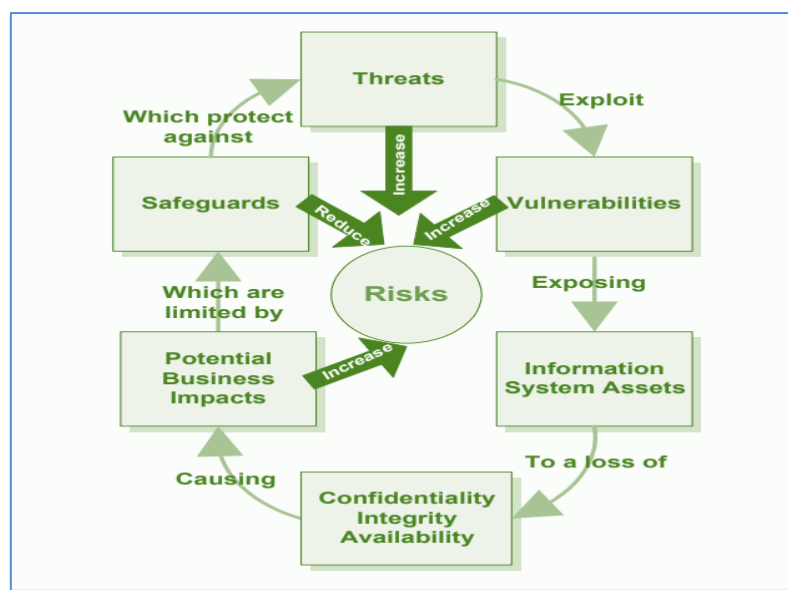 Threats
Exploit
Which protect
against
Increase
Safeguards
Reduce
Increase
Vulnerabilities
Risks
Which are
limited by
Exposing
Potential
Business
Impacts
Increase
Information
System Assets
Causing
To a loss of
Confidentiality
Integrity
Availability